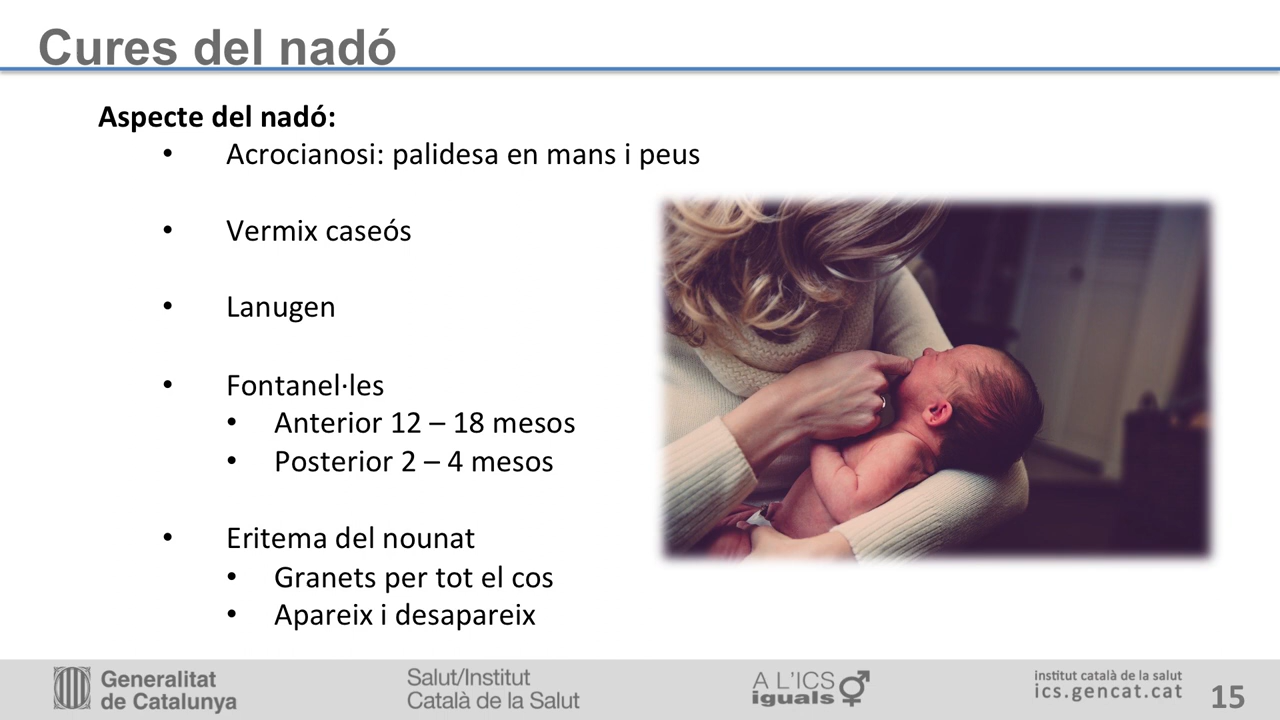 Cures del nadó
Aspecte del nadó:
• Acrocianosi: palidesa en mans i peus
• Vermix caseós
• Lanugen
• Fontanel·les
• Anterior 12 – 18 mesos
• Posterior 2 – 4 mesos
• Eritema del nounat
• Granets per tot el cos
• Apareix i desapareix
Generalitat
de Catalunya
Salut/Institut
Català de la Salut
A L'ICS
iguals
institut català de la salut
ics.gencat.cat
15